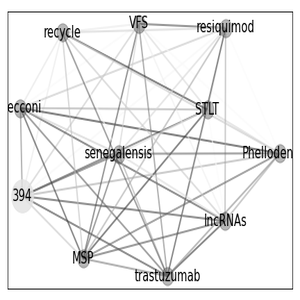 VFS
recycle
resiquimod
ecconi
STLT
senegalensis
Phelloden
394
lncRNAs
MSP
trastuzumab